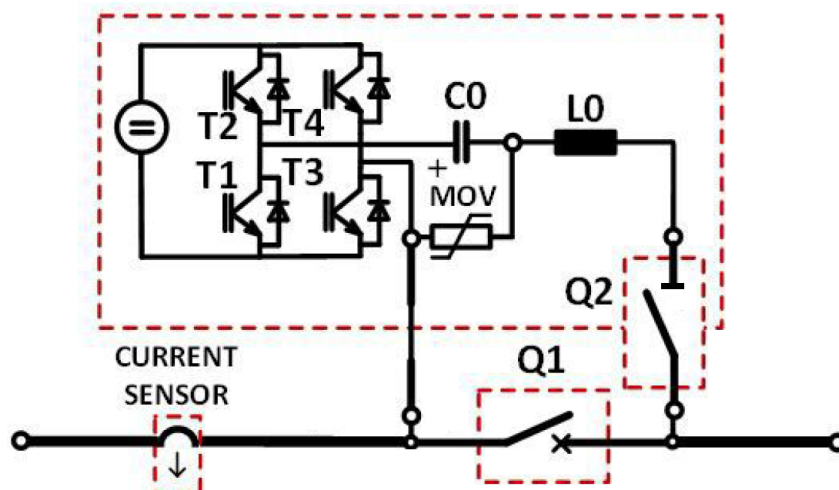 C0
L0
T2
T4
T1
T3
+
MOV
Q2
CURRENT
SENSOR
Q1